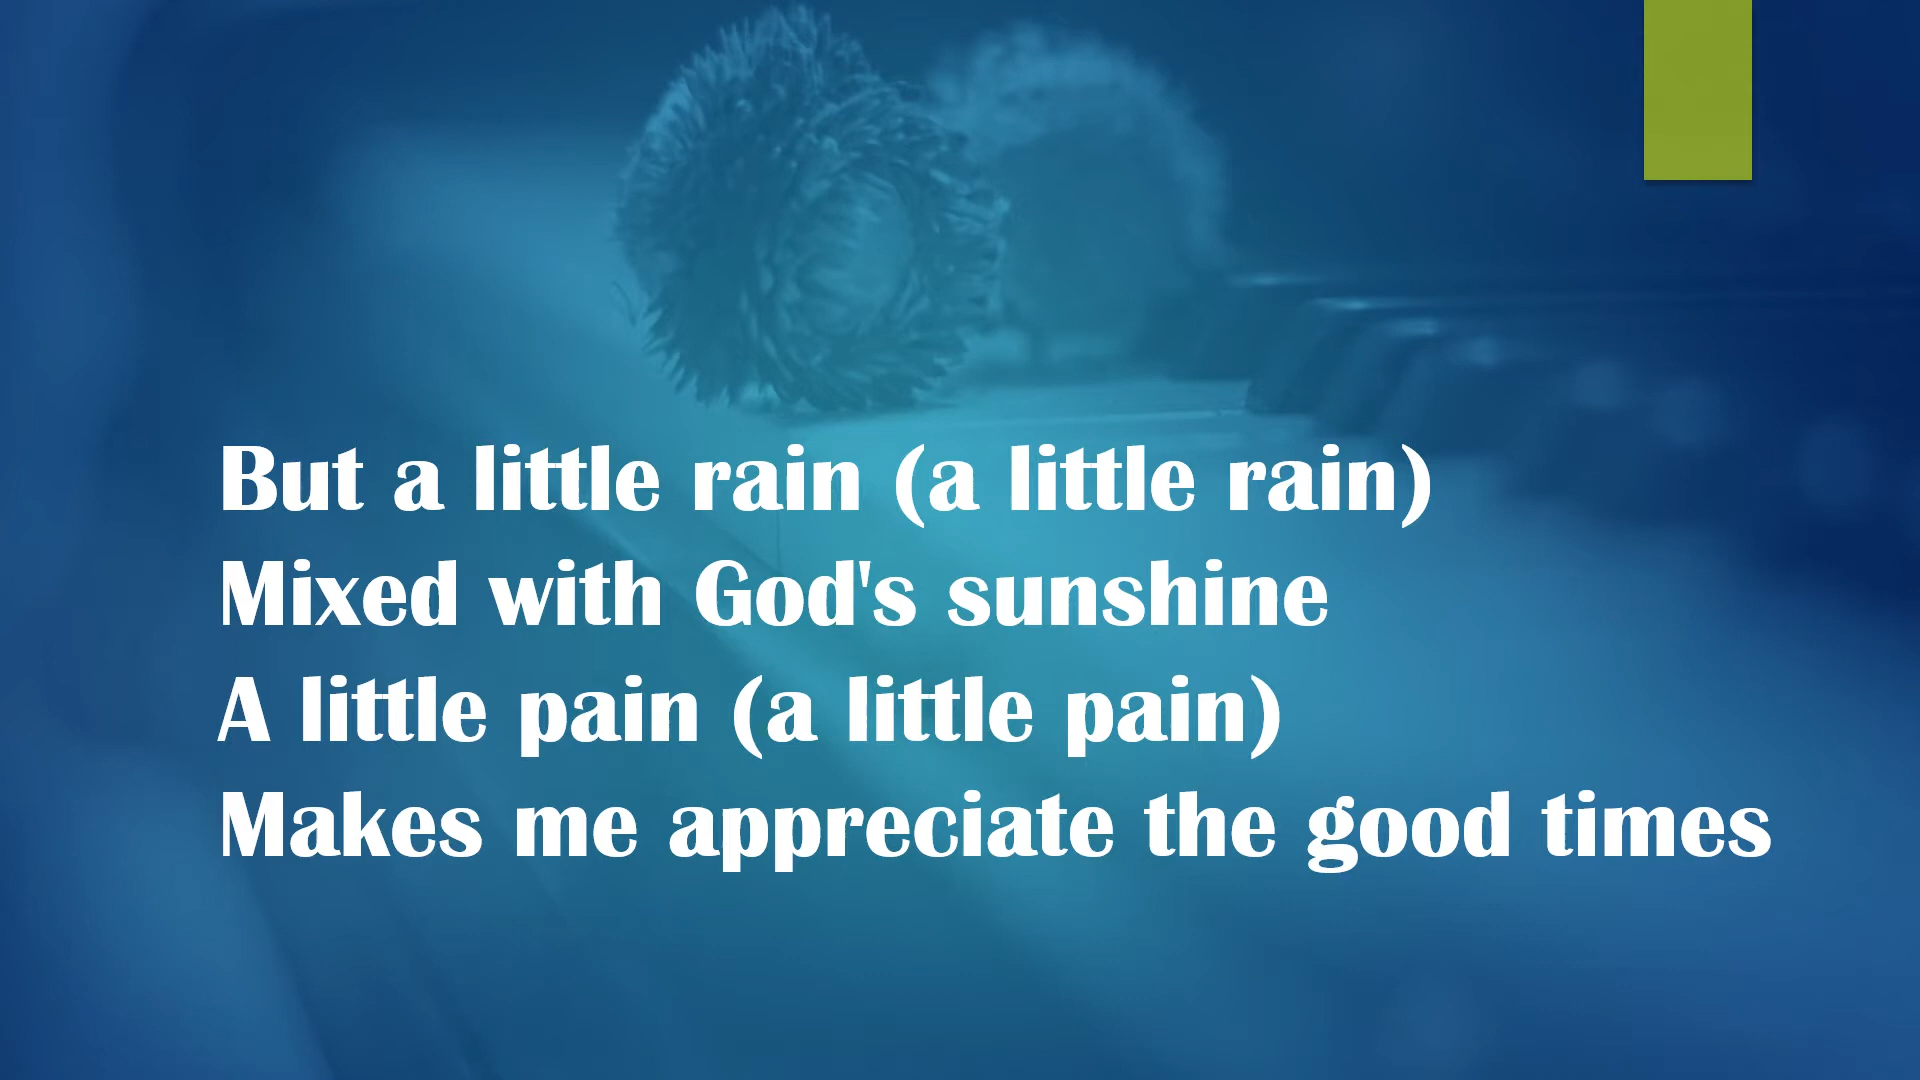 But a little rain (a little rain)
Mixed with God's sunshine
A little pain (a little pain)
Makes me appreciate the good times